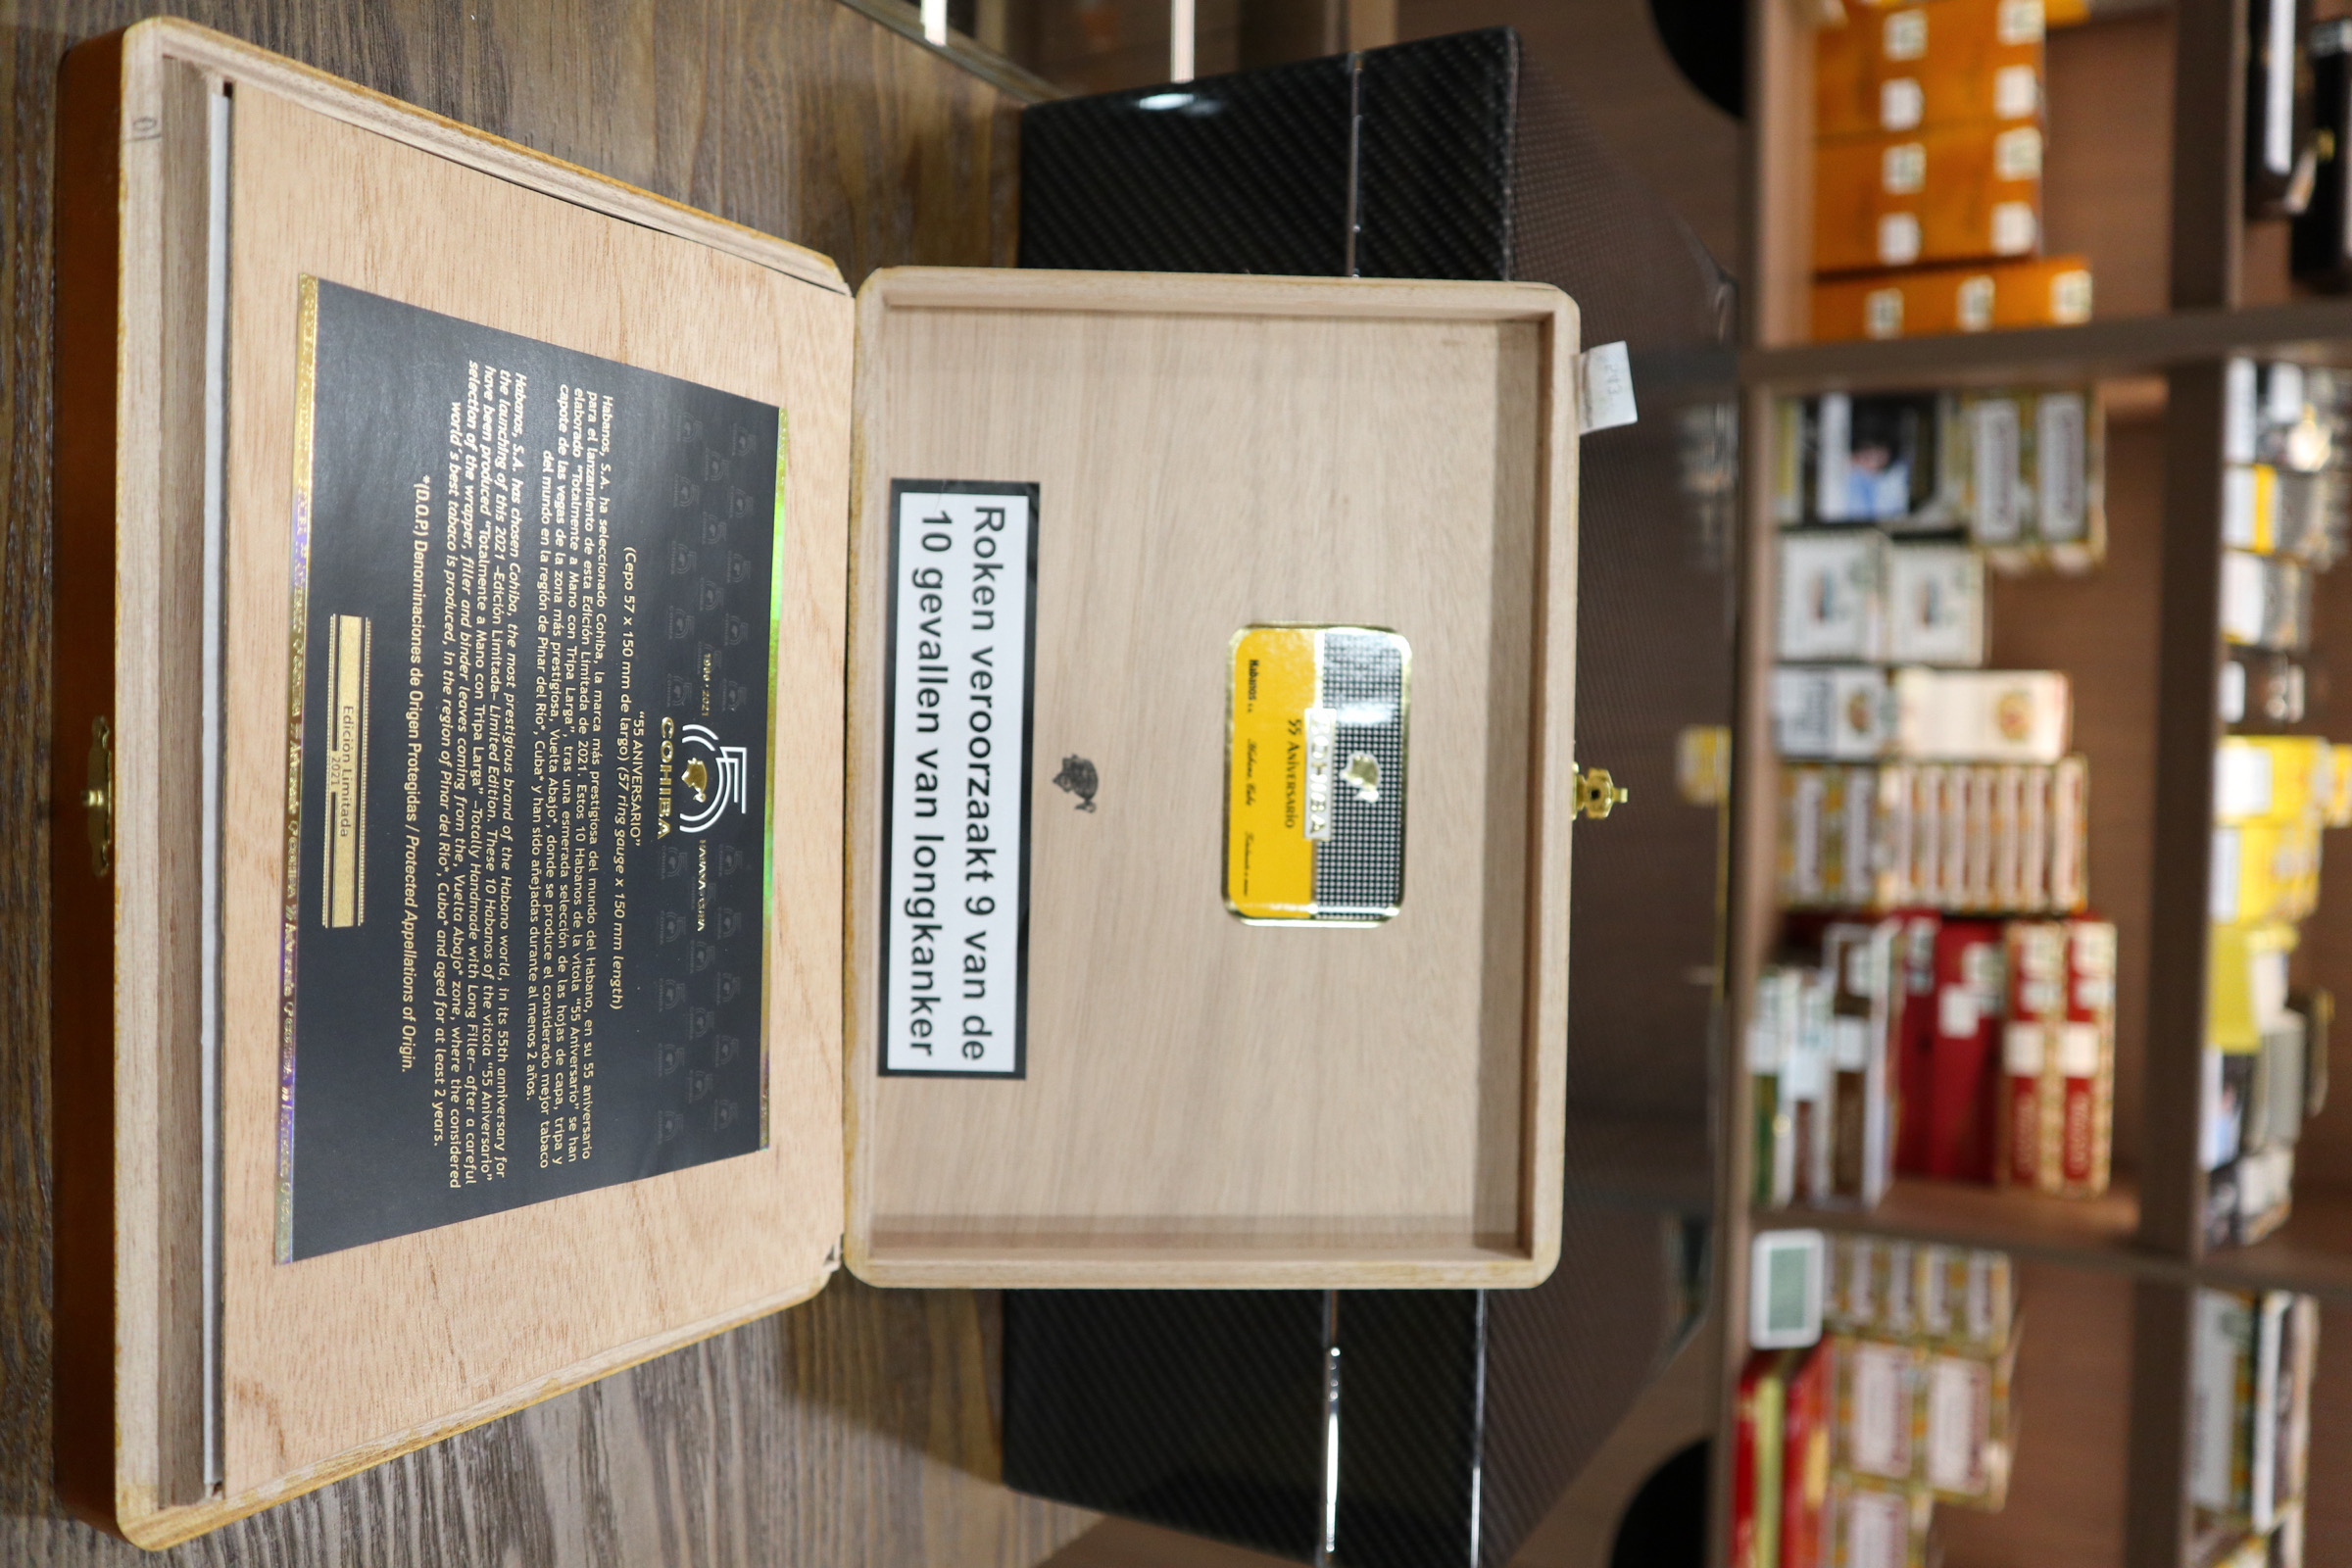 COHIBA
55 ANIVERSARIO
Habanos s.a.
Habana, Cuba
Roken veroorzaakt 9 van de
10 gevallen van longkanker
1966 • 2021
COHIBA
"55 ANIVERSARIO"
(Cepo 57 x 150 mm de largo) (57 ring gauge x 150 mm length)
Habanos, S.A. ha seleccionado Cohiba, la marca más prestigiosa del mundo del Habano, en su 55 aniversario
para el lanzamiento de esta Edición Limitada de 2021. Estos 10 Habanos de la vitola "55 Aniversario" se han
elaborado "Totalmente a Mano con Tripa Larga", tras una esmerada selección de las hojas de capa, tripa y
capote de las vegas de la zona más prestigiosa, Vuelta Abajo*, donde se produce el considerado mejor tabaco
del mundo en la región de Pinar del Río*, Cuba* y han sido añejadas durante al menos 2 años.
Habanos, S.A. has chosen Cohiba, the most prestigious brand of the Habano world, in its 55th anniversary for
the launching of this 2021 -Edición Limitada- Limited Edition. These 10 Habanos of the vitola "55 Aniversario"
have been produced "Totalmente a Mano con Tripa Larga" -Totally Handmade with Long Filler- after a careful
selection of the wrapper, filler and binder leaves coming from the, Vuelta Abajo* zone, where the considered
world's best tabaco is produced, in the region of Pinar del Río*, Cuba* and aged for at least 2 years.
*(D.O.P.) Denominaciones de Origen Protegidas / Protected Appellations of Origin.
Edición Limitada
2021